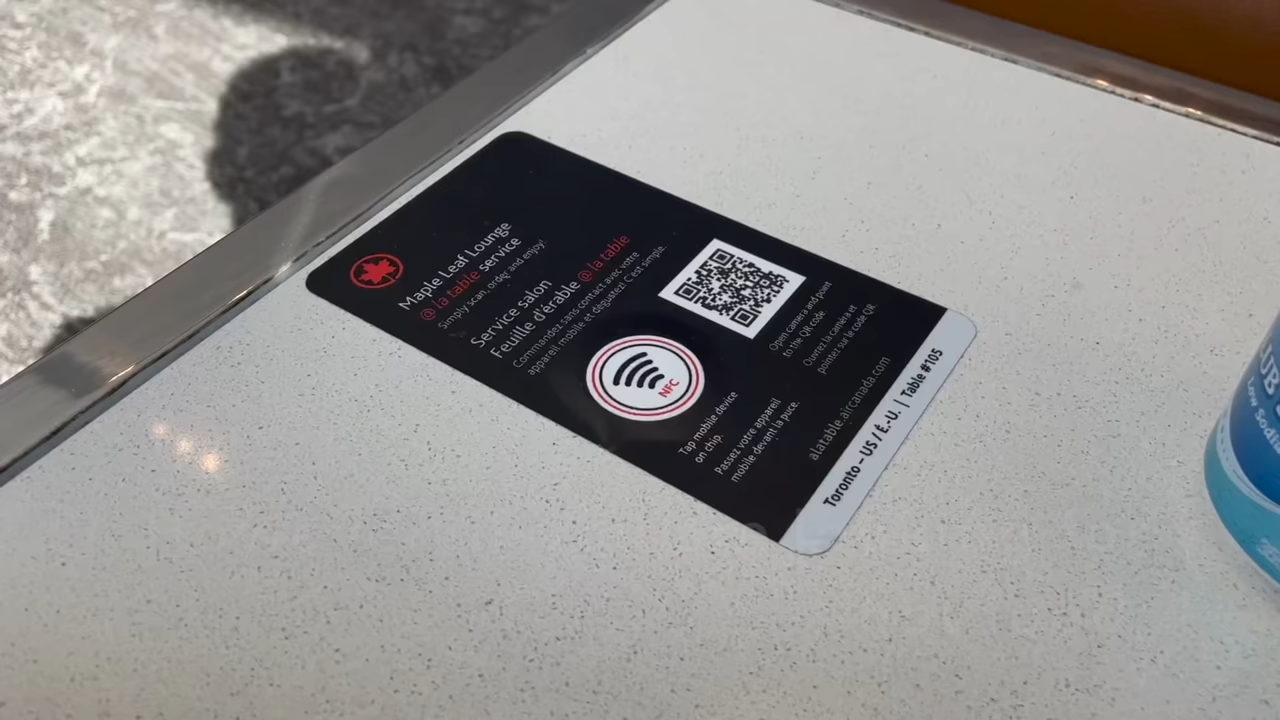 Maple Leaf Lounge
@ la table service
Simply scan, order and enjoy!
Service salon
Feuille d'érable @ la table
Commandez sans contact avec votre
appareil mobile et dégustez! C'est simple.
NFC
Tap mobile device
on chip.
Passez votre appareil
mobile devant la puce.
Open camera and point
to the QR code
Ouvrez la caméra et
pointez sur le code QR
alatable.aircanada.com
Toronto - US / É.-U. | Table #105
UB
Low